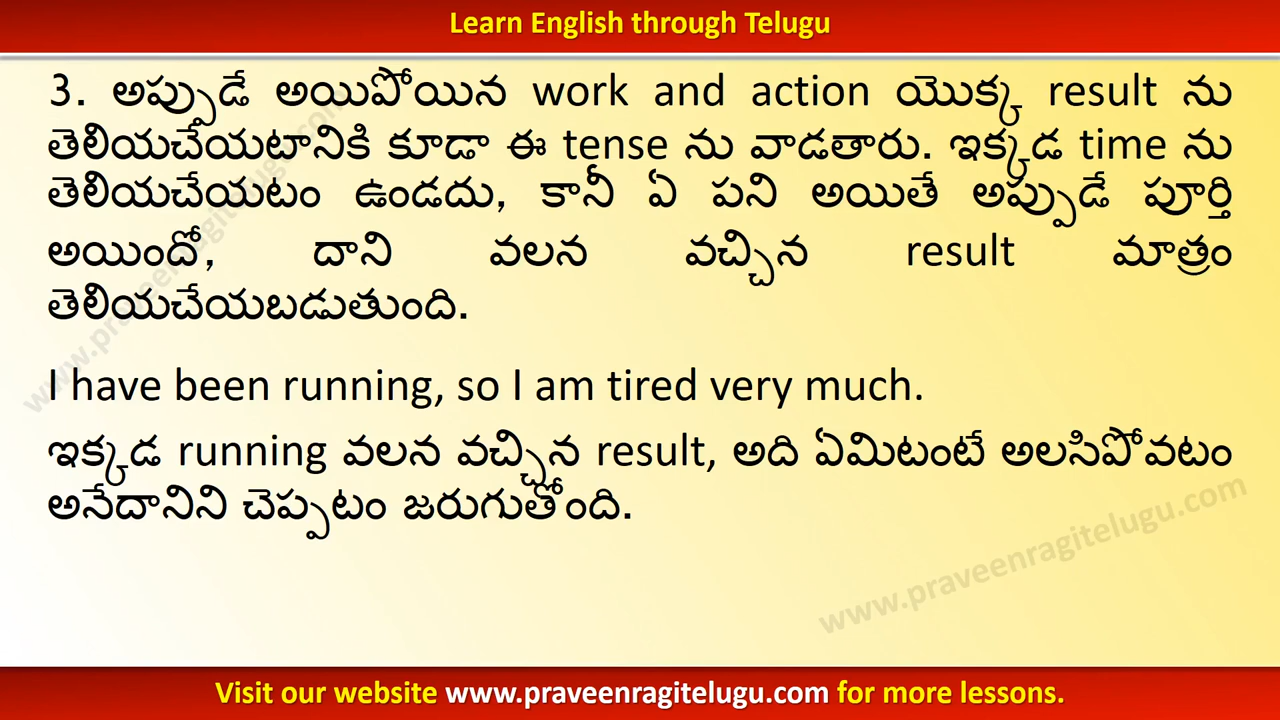 Learn English through Telugu
3. అప్పుడే అయిపోయిన work and action యొక్క result ను
తెలియచేయటానికి కూడా ఈ tense ను వాడతారు. ఇక్కడ time ను
తెలియచేయటం ఉండదు, కానీ ఏ పని అయితే అప్పుడే పూర్తి
అయిందో, దాని వలన వచ్చిన result మాత్రం
తెలియచేయబడుతుంది.
I have been running, so I am tired very much.
ఇక్కడ running వలన వచ్చిన result, అది ఏమిటంటే అలసిపోవటం
అనేదానిని చెప్పటం జరుగుతోంది.
www.praveenragitelugu.com
www.praveenragitelugu.com
Visit our website www.praveenragitelugu.com for more lessons.